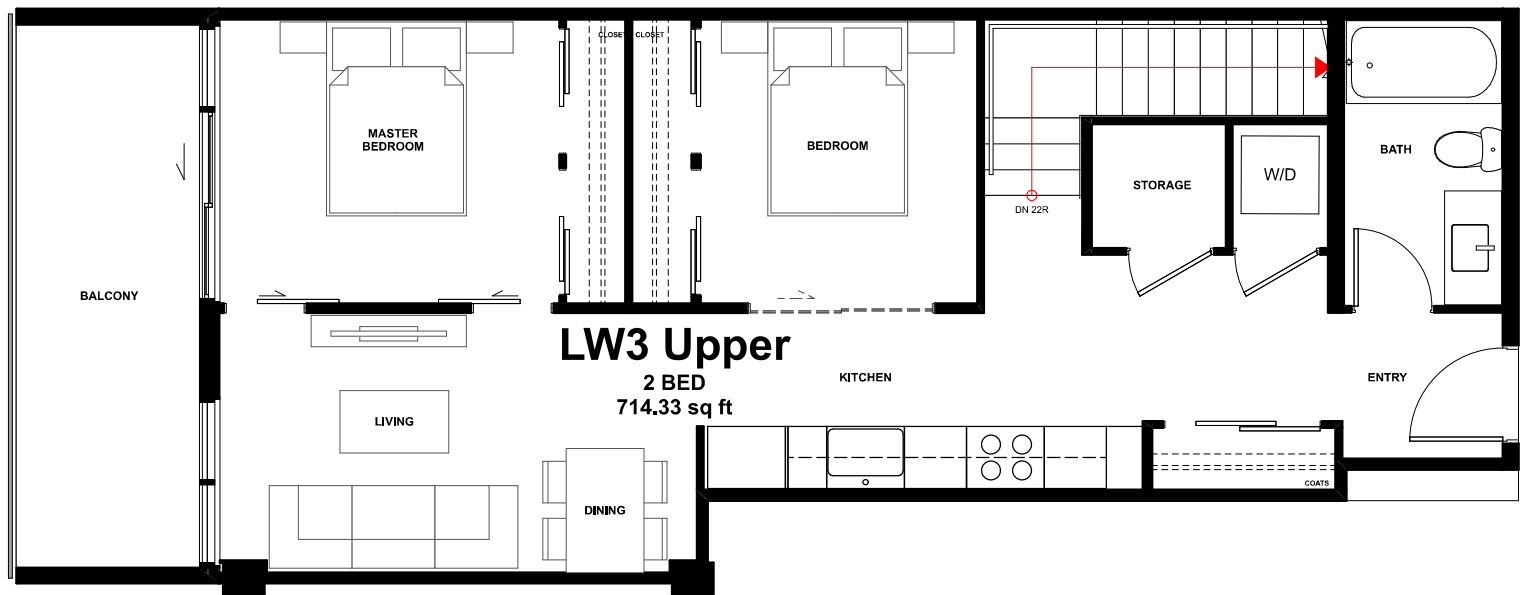 CLOSET
CLOSET
MASTER
BEDROOM
BEDROOM
BATH
W/D
STORAGE
DN 22R
BALCONY
LW3 Upper
2 BED
714.33 sq ft
KITCHEN
ENTRY
LIVING
COATS
DINING